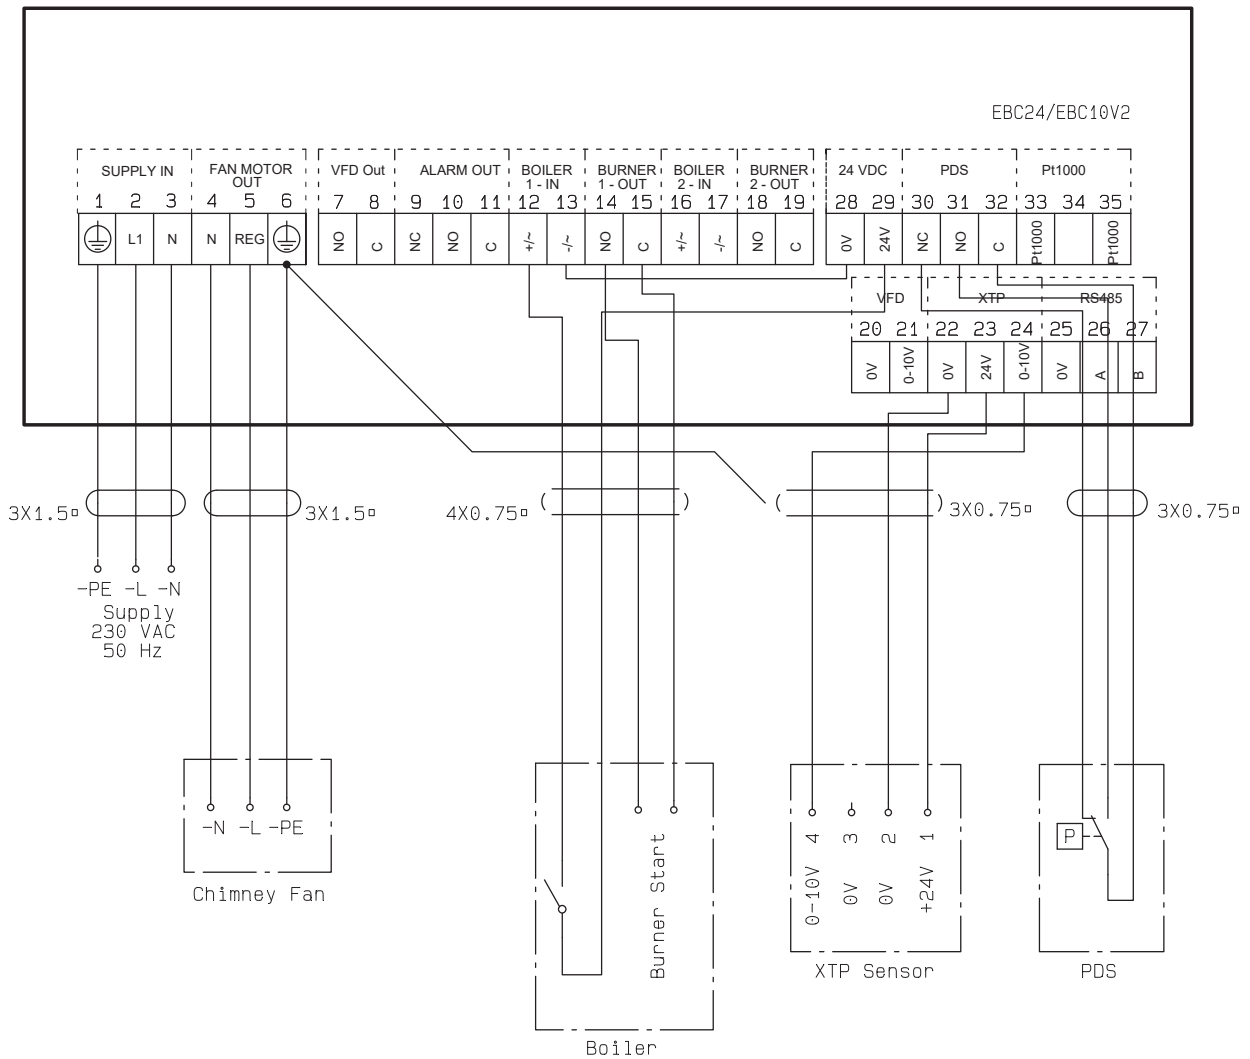 EBC24/EBC10V2
SUPPLY IN
FAN MOTOR
OUT
VFD Out
ALARM OUT
BOILER
1 - IN
BURNER
1 - OUT
BOILER
2 - IN
BURNER
2 - OUT
24 VDC
PDS
Pt1000
1 2 3 4 5 6 7 8 9 10 11 12 13 14 15 16 17 18 19 28 29 30 31 32 33 34 35
L1 N N REG NO C NC NO C +/~ -/~ NO C +/~ -/~ NO C 0V 24V NC NO C Pt1000 Pt1000
VFD XTP RS485
20 21 22 23 24 25 26 27
0V 0-10V 0V 24V 0-10V 0V A B
3X1.5▫
3X1.5▫
4X0.75▫
3X0.75▫
3X0.75▫
-PE -L -N
Supply
230 VAC
50 Hz
-N -L -PE
Chimney Fan
Burner Start
Boiler
4 3 2 1
0-10V 0V 0V +24V
XTP Sensor
P
PDS